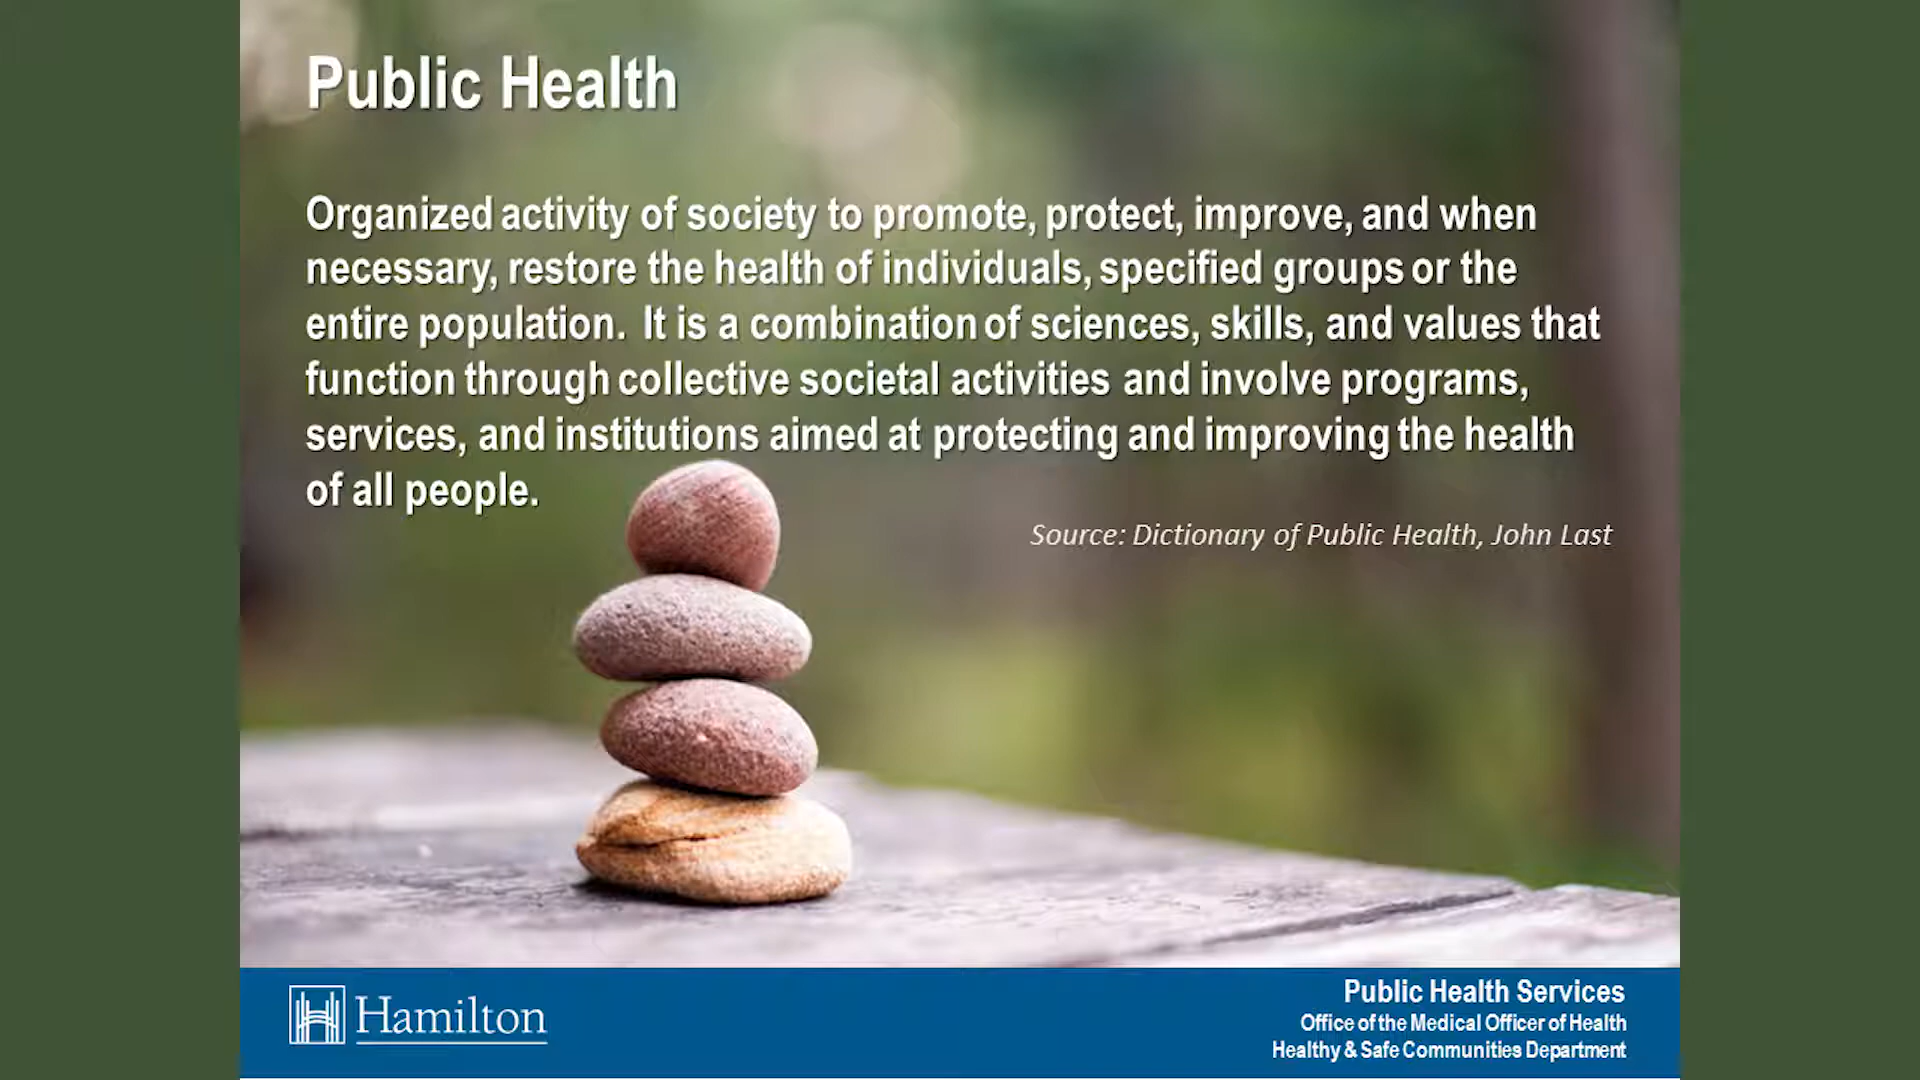 Public Health
Organized activity of society to promote, protect, improve, and when
necessary, restore the health of individuals, specified groups or the
entire population.  It is a combination of sciences, skills, and values that
function through collective societal activities and involve programs,
services, and institutions aimed at protecting and improving the health
of all people.
Source: Dictionary of Public Health, John Last
Hamilton
Public Health Services
Office of the Medical Officer of Health
Healthy & Safe Communities Department